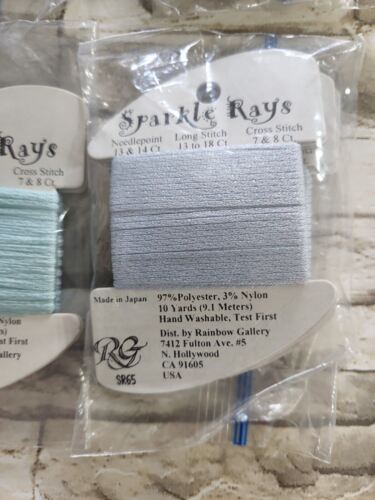 Sparkle Rays
Needlepoint
13 & 14 Ct.
Long Stitch
13 to 18 Ct.
Cross Stitch
7 & 8 Ct.
Made in Japan
97%Polyester, 3% Nylon
10 Yards (9.1 Meters)
Hand Washable, Test First
Dist. by Rainbow Gallery
7412 Fulton Ave. #5
N. Hollywood
CA 91605
USA
RG
SR65
Rays
Cross Stitch
7 & 8 Ct.
Nylon
First
allery